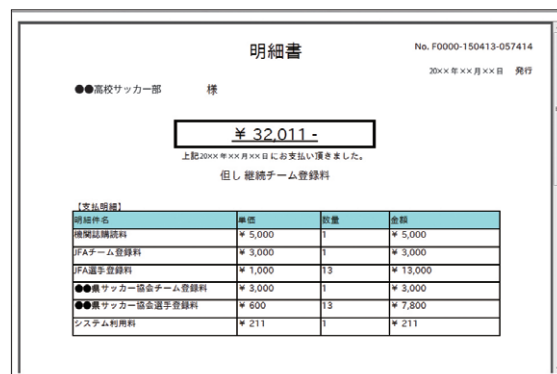 明細書
No. F0000-150413-057414
20××年××月××日 発行
●●高校サッカー部 様
¥ 32,011 -
上記20××年××月××日にお支払い頂きました。
但し 継続チーム登録料
【支払明細】
明細件名 単価 数量 金額
機関誌購読料 ¥ 5,000 1 ¥ 5,000
JFAチーム登録料 ¥ 3,000 1 ¥ 3,000
JFA選手登録料 ¥ 1,000 13 ¥ 13,000
●●県サッカー協会チーム登録料 ¥ 3,000 1 ¥ 3,000
●●県サッカー協会選手登録料 ¥ 600 13 ¥ 7,800
システム利用料 ¥ 211 1 ¥ 211